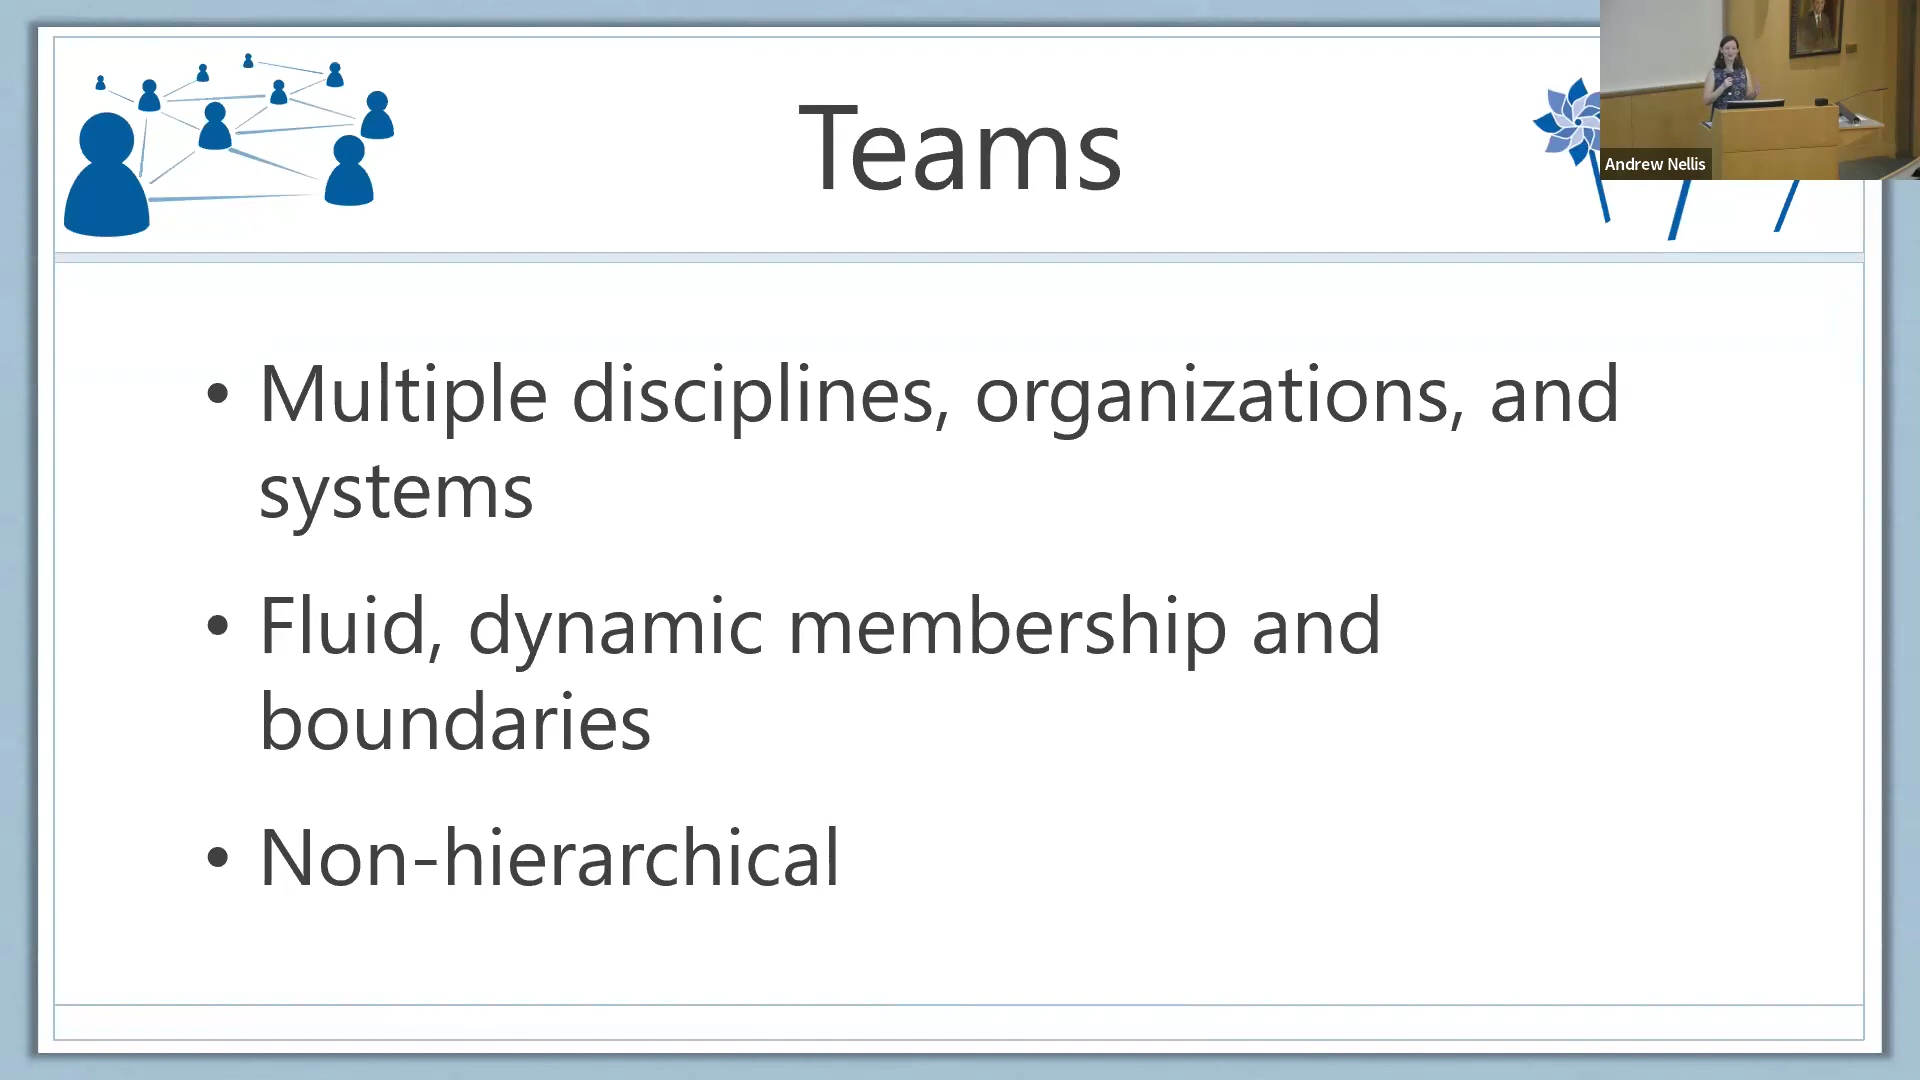 Teams
Andrew Nellis
• Multiple disciplines, organizations, and
systems
• Fluid, dynamic membership and
boundaries
• Non-hierarchical